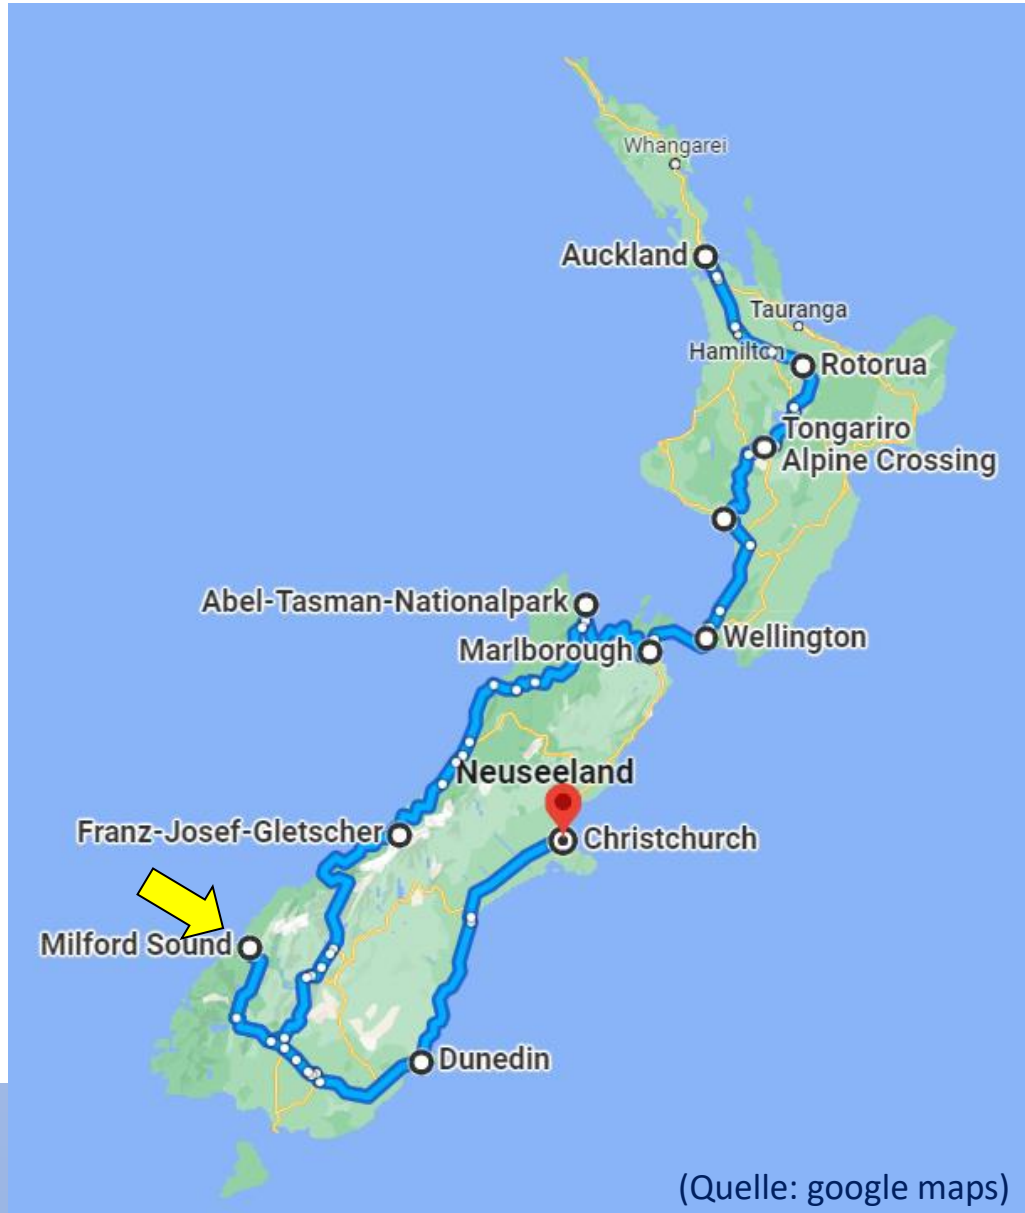 Whangarei
Auckland
Tauranga
Hamilton
Rotorua
Tongariro
Alpine Crossing
Abel-Tasman-Nationalpark
Marlborough
Wellington
Neuseeland
Franz-Josef-Gletscher
Christchurch
Milford Sound
Dunedin
(Quelle: google maps)